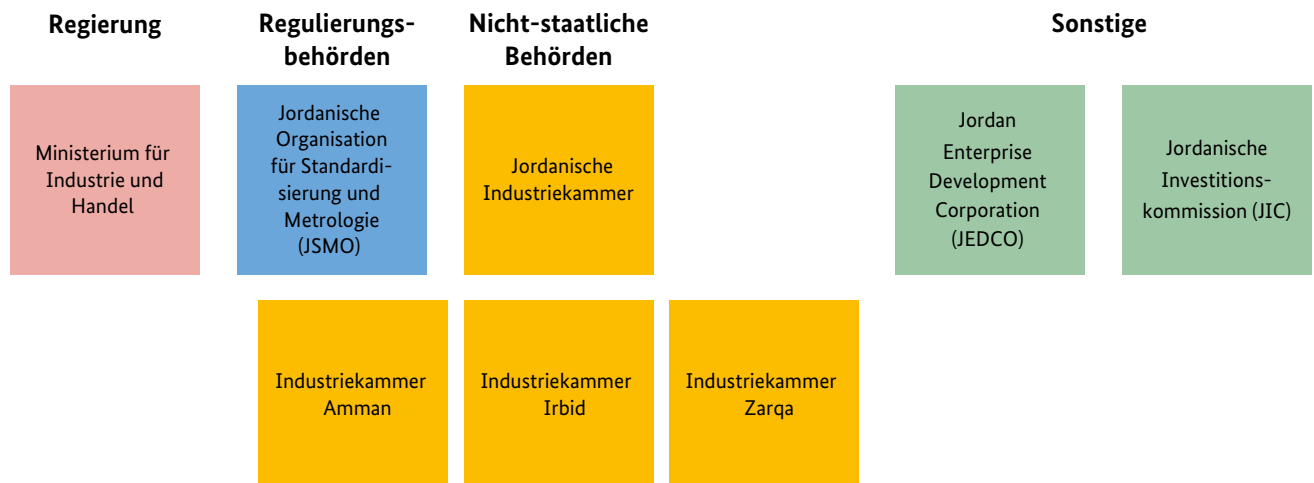 Regierung
Regulierungs-
behörden
Nicht-staatliche
Behörden
Sonstige
Ministerium für
Industrie und
Handel
Jordanische
Organisation
für Standardi-
sierung und
Metrologie
(JSMO)
Jordanische
Industriekammer
Jordan
Enterprise
Development
Corporation
(JEDCO)
Jordanische
Investitions-
kommission (JIC)
Industriekammer
Amman
Industriekammer
Irbid
Industriekammer
Zarqa